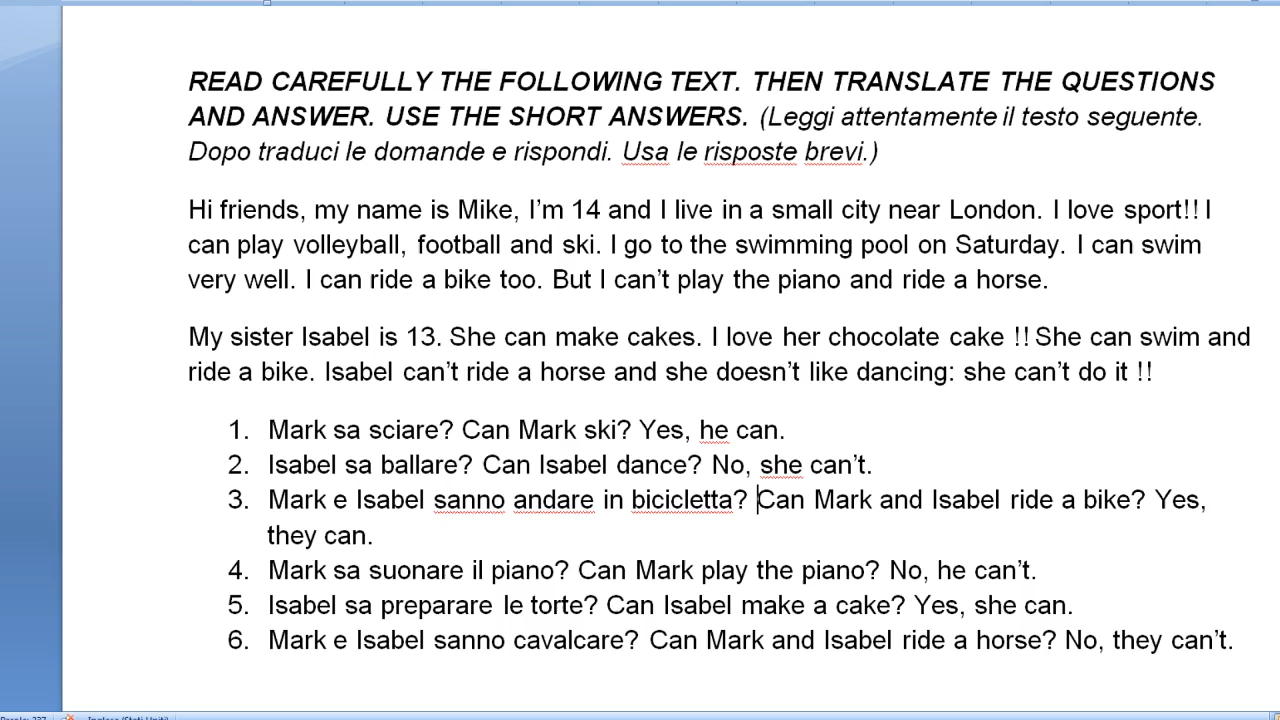 READ CAREFULLY THE FOLLOWING TEXT. THEN TRANSLATE THE QUESTIONS
AND ANSWER. USE THE SHORT ANSWERS. (Leggi attentamente il testo seguente.
Dopo traduci le domande e rispondi. Usa le risposte brevi.)
Hi friends, my name is Mike, I’m 14 and I live in a small city near London. I love sport!! I
can play volleyball, football and ski. I go to the swimming pool on Saturday. I can swim
very well. I can ride a bike too. But I can’t play the piano and ride a horse.
My sister Isabel is 13. She can make cakes. I love her chocolate cake !! She can swim and
ride a bike. Isabel can’t ride a horse and she doesn’t like dancing: she can’t do it !!
1. Mark sa sciare? Can Mark ski? Yes, he can.
2. Isabel sa ballare? Can Isabel dance? No, she can’t.
3. Mark e Isabel sanno andare in bicicletta? Can Mark and Isabel ride a bike? Yes,
they can.
4. Mark sa suonare il piano? Can Mark play the piano? No, he can’t.
5. Isabel sa preparare le torte? Can Isabel make a cake? Yes, she can.
6. Mark e Isabel sanno cavalcare? Can Mark and Isabel ride a horse? No, they can’t.